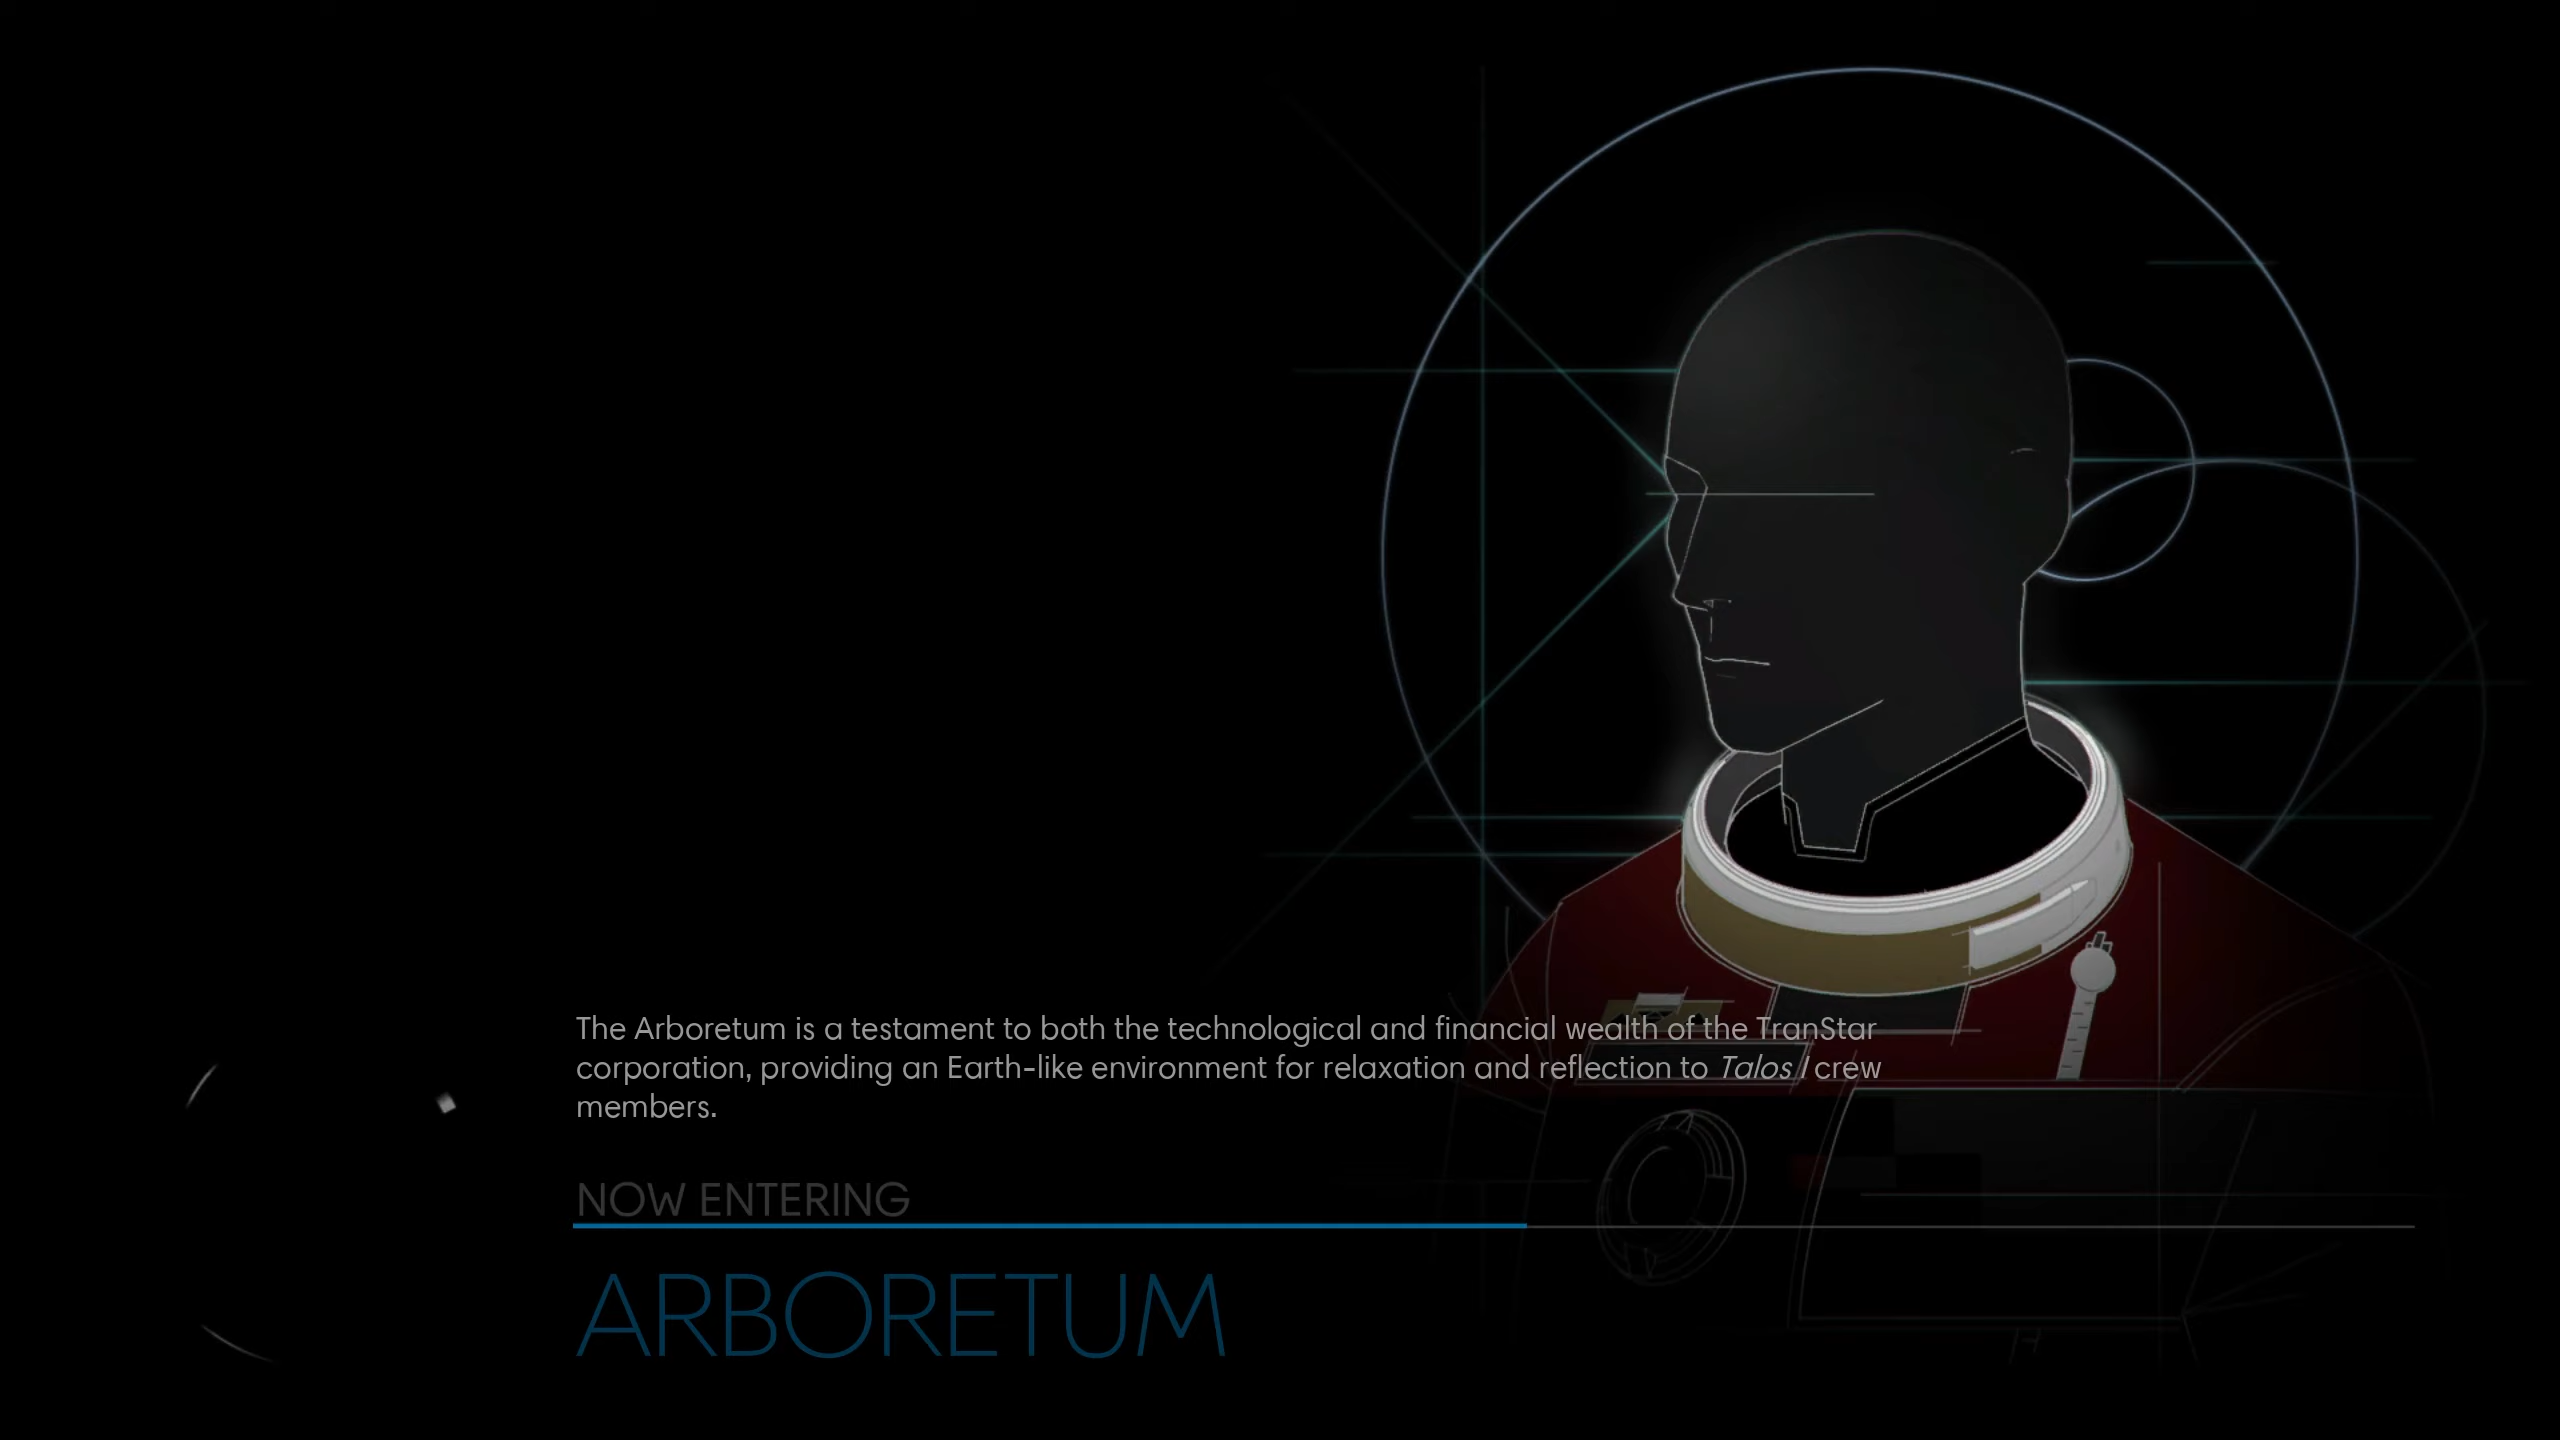 The Arboretum is a testament to both the technological and financial wealth of the TranStar
corporation, providing an Earth-like environment for relaxation and reflection to Talos I crew
members.
NOW ENTERING
ARBORETUM